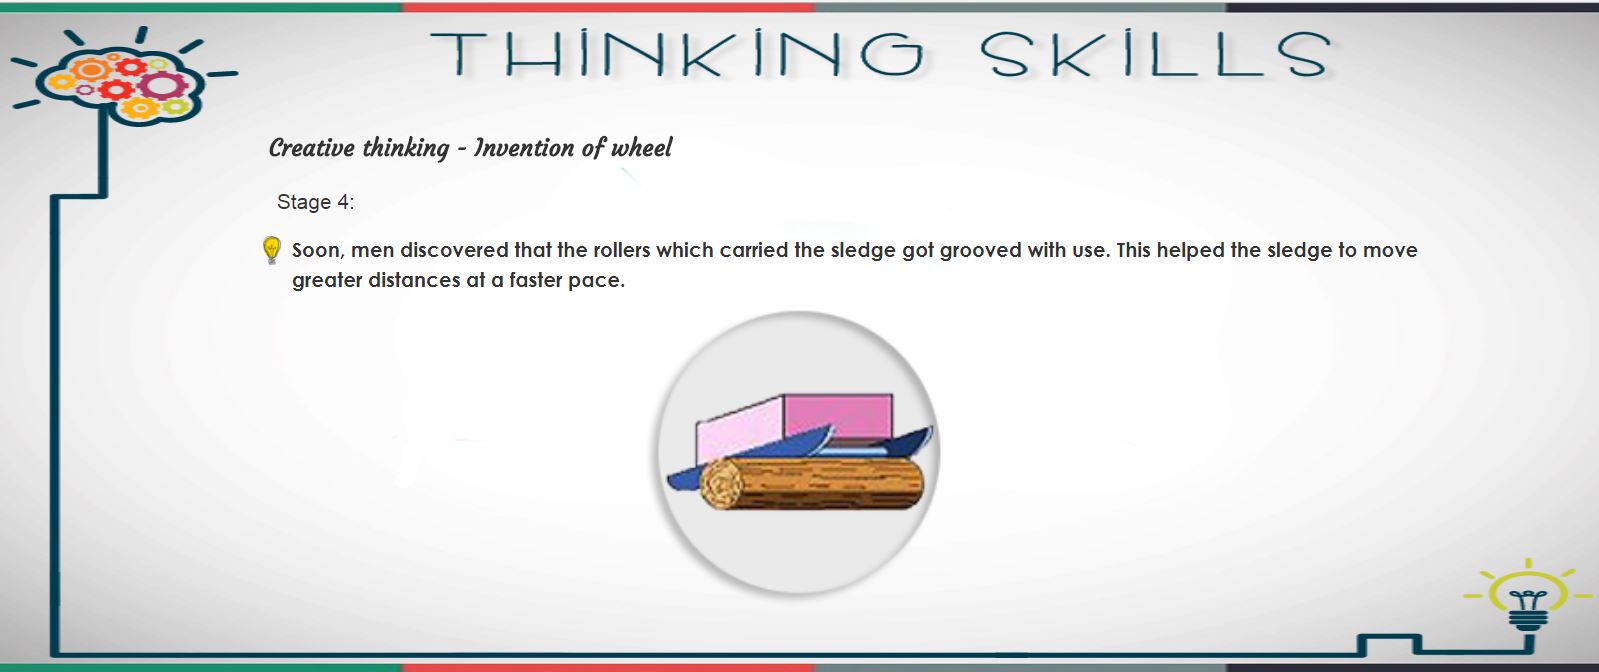 THINKING SKILLS
Creative thinking - Invention of wheel
Stage 4:
Soon, men discovered that the rollers which carried the sledge got grooved with use. This helped the sledge to move
greater distances at a faster pace.